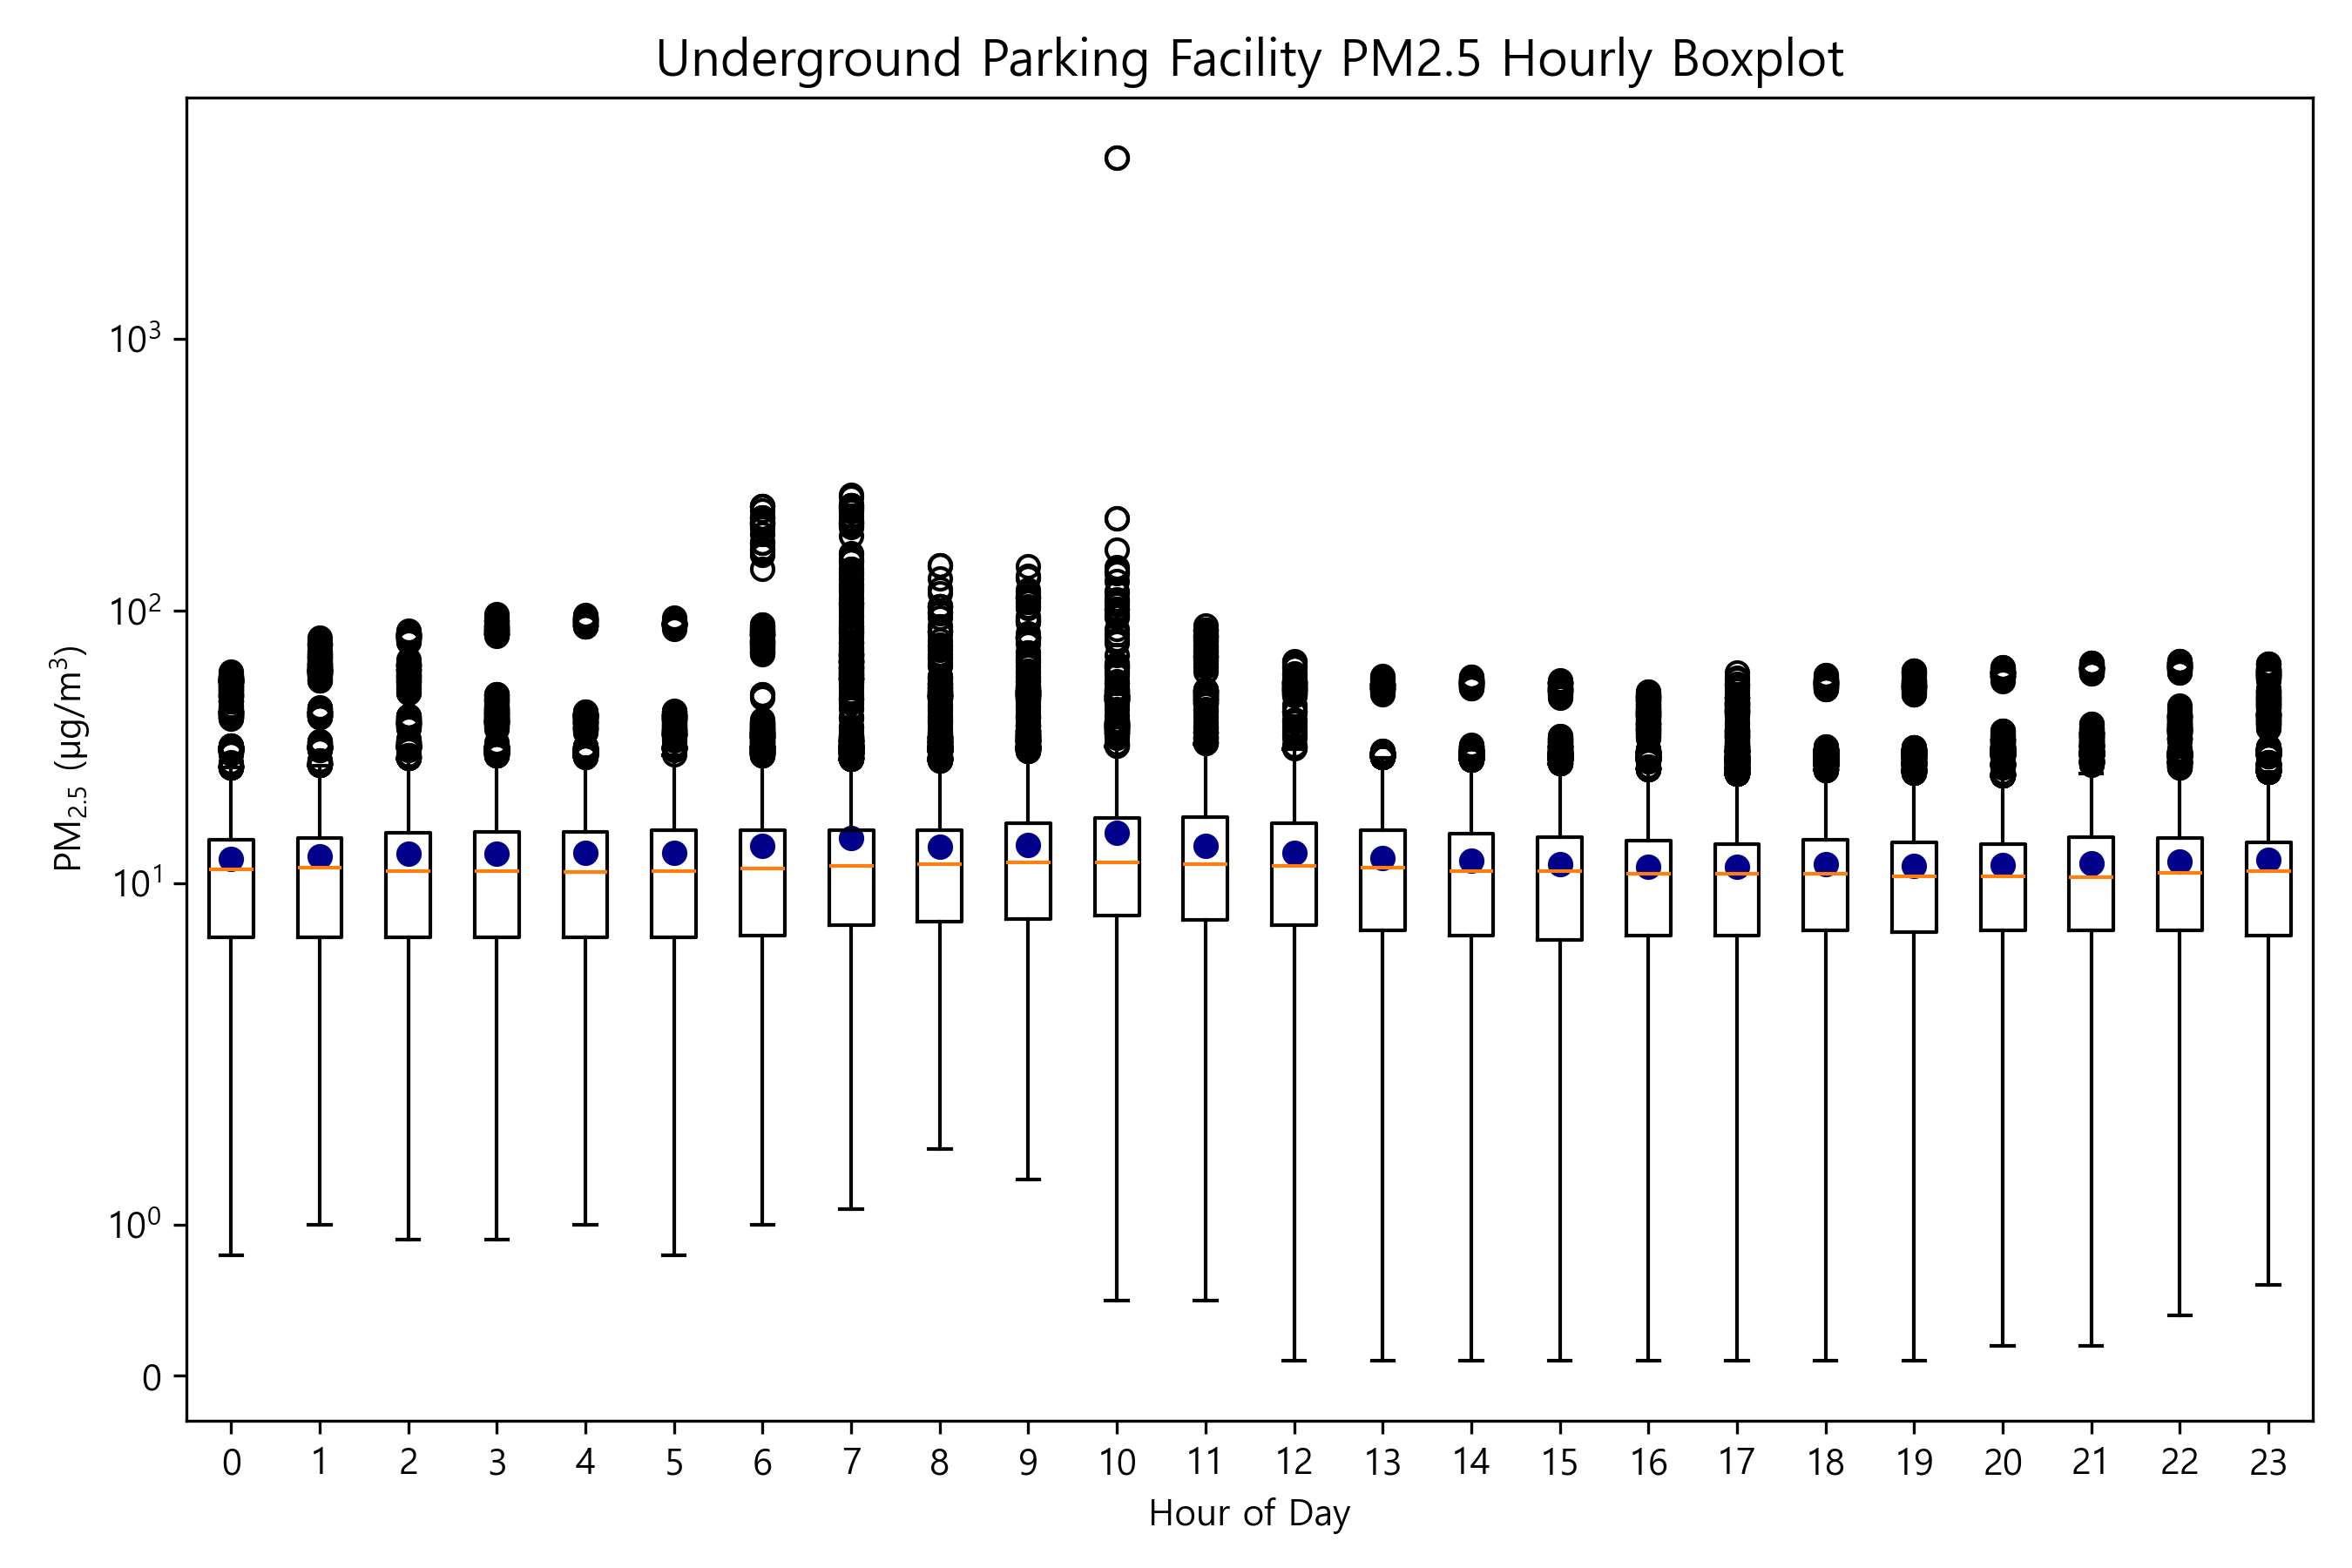 Underground Parking Facility PM2.5 Hourly Boxplot
PM₂.₅ (µg/m³)
10³
10²
10¹
10⁰
0
0 1 2 3 4 5 6 7 8 9 10 11 12 13 14 15 16 17 18 19 20 21 22 23
Hour of Day